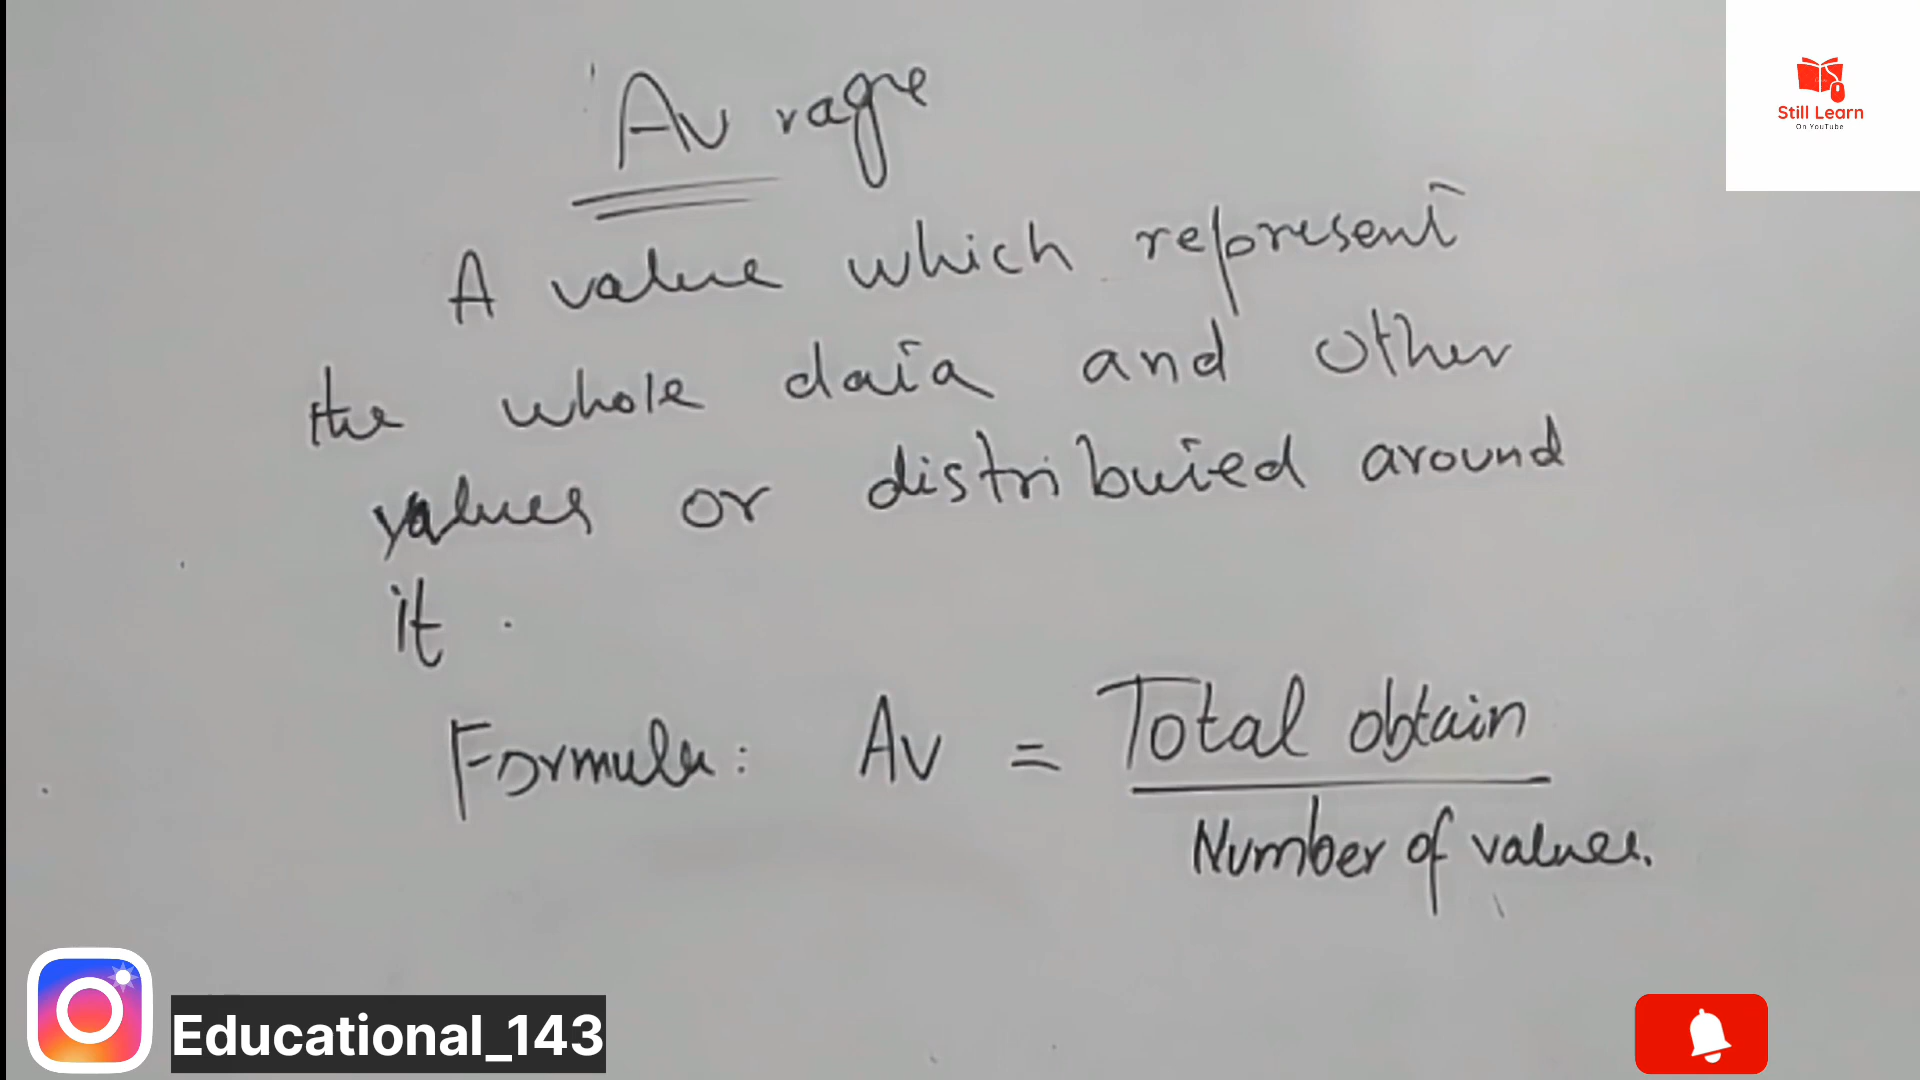 Av rage
A value which represent
the whole data and other
values or distributed around
it .
Formula: Av = Total obtain
Number of values.
Still Learn
On YouTube
Educational_143